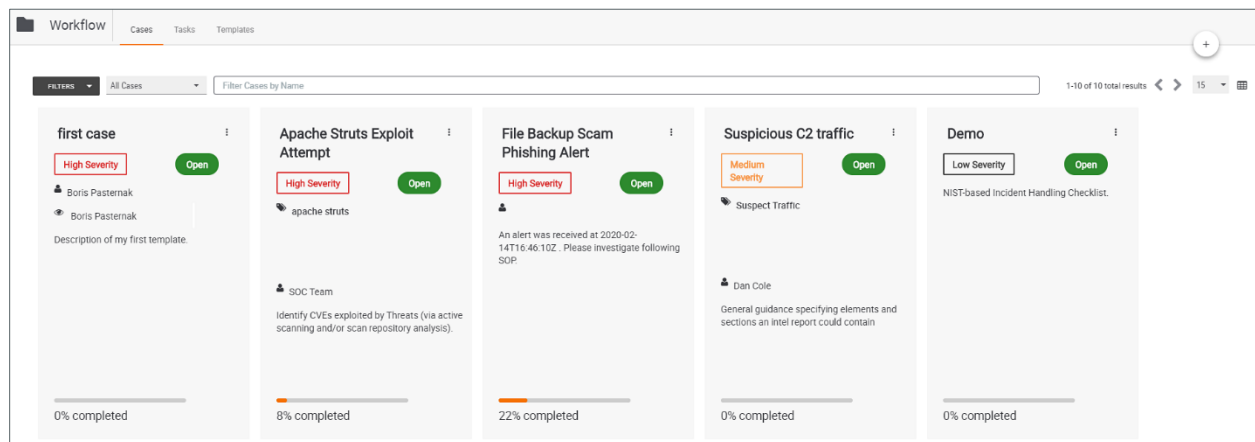 Workflow
Cases Tasks Templates
+
FILTERS All Cases Filter Cases by Name 1-10 of 10 total results 15
first case
High Severity Open
Boris Pasternak
Boris Pasternak
Description of my first template.
0% completed
Apache Struts Exploit
Attempt
High Severity Open
apache struts
SOC Team
Identify CVEs exploited by Threats (via active
scanning and/or scan repository analysis).
8% completed
File Backup Scam
Phishing Alert
High Severity Open
An alert was received at 2020-02-
14T16:46:10Z . Please investigate following
SOP.
22% completed
Suspicious C2 traffic
Medium
Severity
Open
Suspect Traffic
Dan Cole
General guidance specifying elements and
sections an intel report could contain
0% completed
Demo
Low Severity Open
NIST-based Incident Handling Checklist.
0% completed